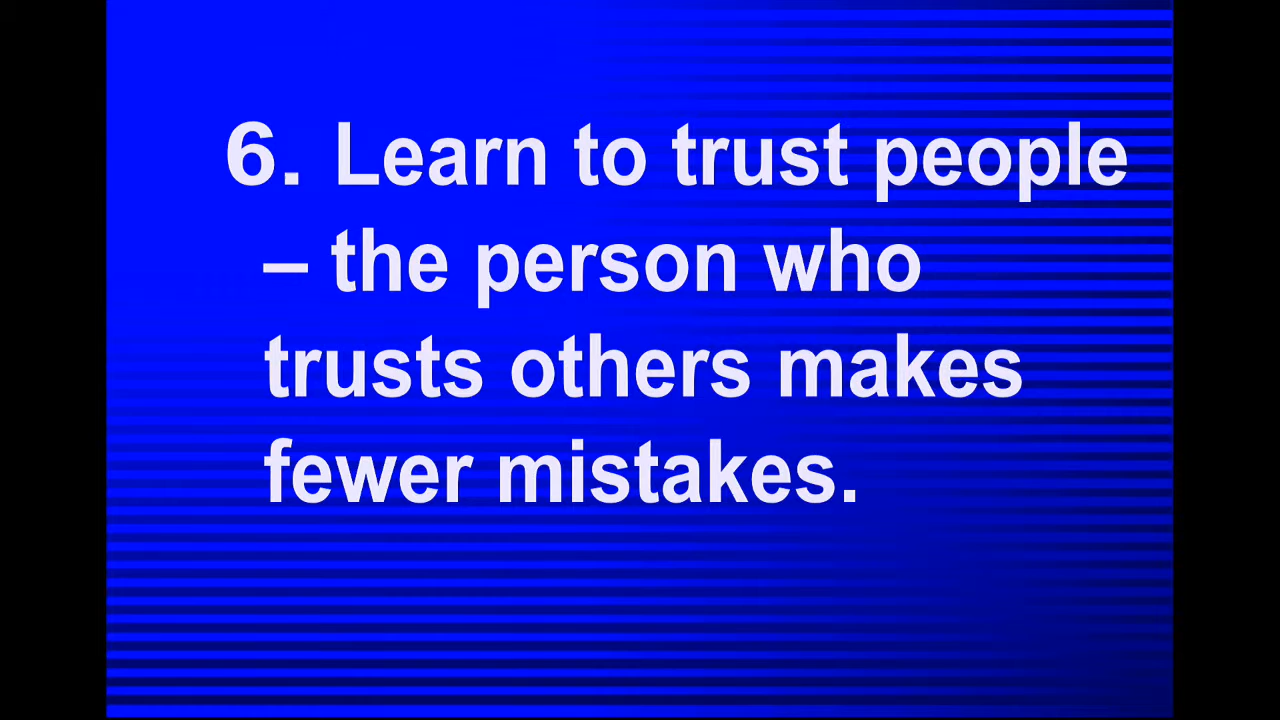 6. Learn to trust people
– the person who
trusts others makes
fewer mistakes.